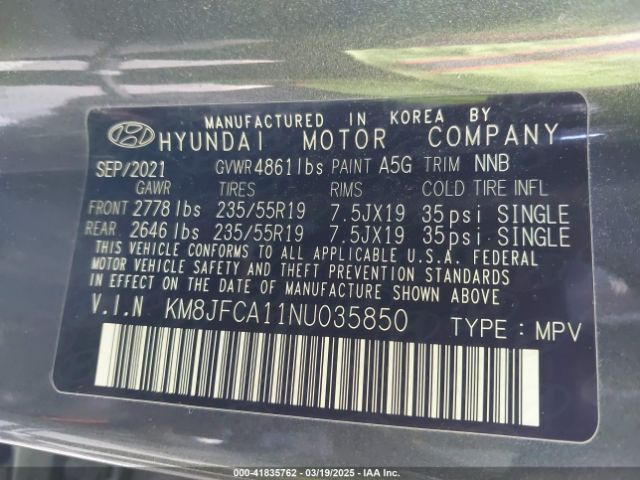 MANUFACTURED IN KOREA BY
HYUNDAI MOTOR COMPANY
SEP/2021 GVWR 4861lbs PAINT A5G TRIM NNB
GAWR TIRES RIMS COLD TIRE INFL
FRONT 2778 lbs 235/55R19 7.5JX19 35psi SINGLE
REAR. 2646 lbs 235/55R19 7.5JX19 35psi SINGLE
THIS VEHICLE CONFORMS TO ALL APPLICABLE U.S.A. FEDERAL
MOTOR VEHICLE SAFETY AND THEFT PREVENTION STANDARDS
IN EFFECT ON THE DATE OF MANUFACTURE SHOWN ABOVE.
V.I.N KM8JFCA11NU035850 TYPE : MPV
000-41835762 - 03/19/2025 - IAA Inc.